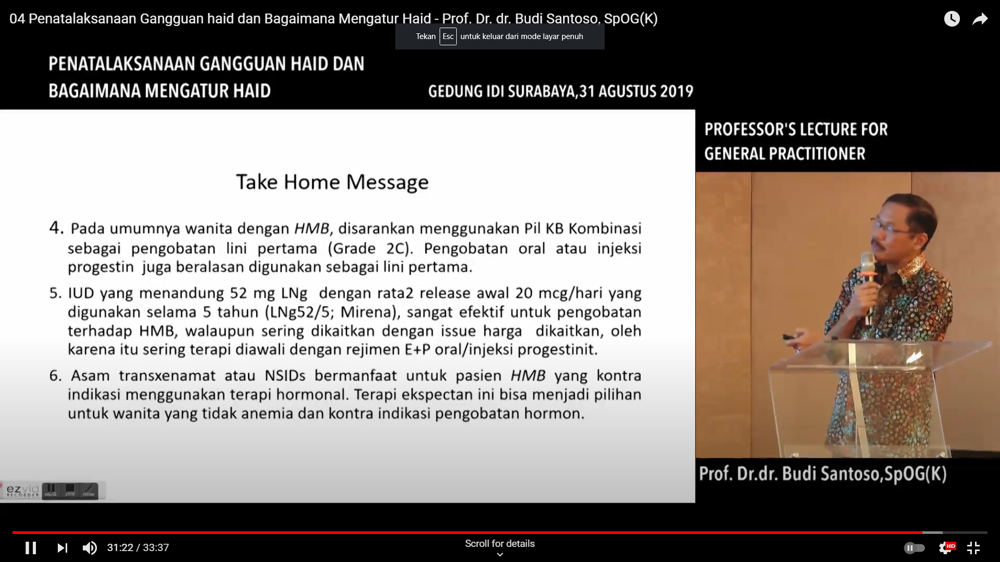 04 Penatalaksanaan Gangguan haid dan Bagaimana Mengatur Haid - Prof. Dr. dr. Budi Santoso, SpOG(K)
Tekan Esc untuk keluar dari mode layar penuh
PENATALAKSANAAN GANGGUAN HAID DAN
BAGAIMANA MENGATUR HAID
GEDUNG IDI SURABAYA,31 AGUSTUS 2019
PROFESSOR'S LECTURE FOR
GENERAL PRACTITIONER
Take Home Message
4. Pada umumnya wanita dengan HMB, disarankan menggunakan Pil KB Kombinasi
sebagai pengobatan lini pertama (Grade 2C). Pengobatan oral atau injeksi
progestin juga beralasan digunakan sebagai lini pertama.
5. IUD yang menandung 52 mg LNg dengan rata2 release awal 20 mcg/hari yang
digunakan selama 5 tahun (LNg52/5; Mirena), sangat efektif untuk pengobatan
terhadap HMB, walaupun sering dikaitkan dengan issue harga dikaitkan, oleh
karena itu sering terapi diawali dengan rejimen E+P oral/injeksi progestinit.
6. Asam transxenamat atau NSIDs bermanfaat untuk pasien HMB yang kontra
indikasi menggunakan terapi hormonal. Terapi ekspectan ini bisa menjadi pilihan
untuk wanita yang tidak anemia dan kontra indikasi pengobatan hormon.
Prof. Dr.dr. Budi Santoso,SpOG(K)
ezvid
RECORDER
PAUSE
DRAW
31:22 / 33:37
Scroll for details
HD